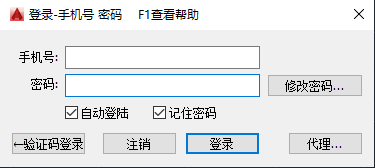 登录-手机号 密码 F1查看帮助
手机号:
密码: 修改密码...
自动登陆 记住密码
←验证码登录 注销 登录 代理...